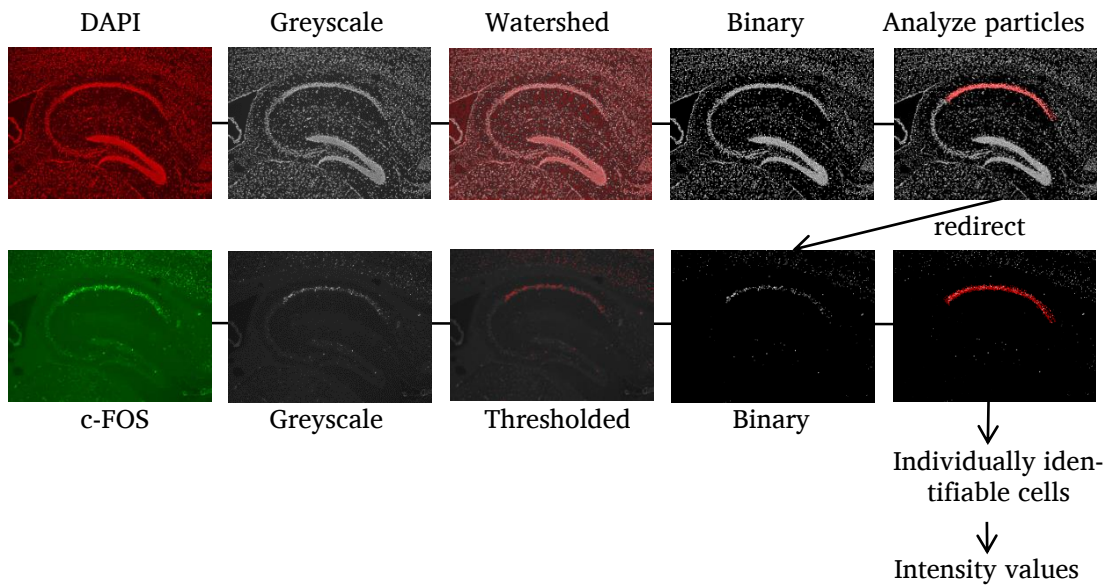 DAPI
Greyscale
Watershed
Binary
Analyze particles
redirect
c-FOS
Greyscale
Thresholded
Binary
Individually iden-
tifiable cells
Intensity values